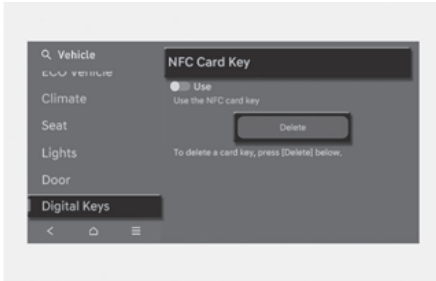 Vehicle
ECO Vehicle
Climate
Seat
Lights
Door
Digital Keys
NFC Card Key
Use
Use the NFC card key
Delete
To delete a card key, press [Delete] below.